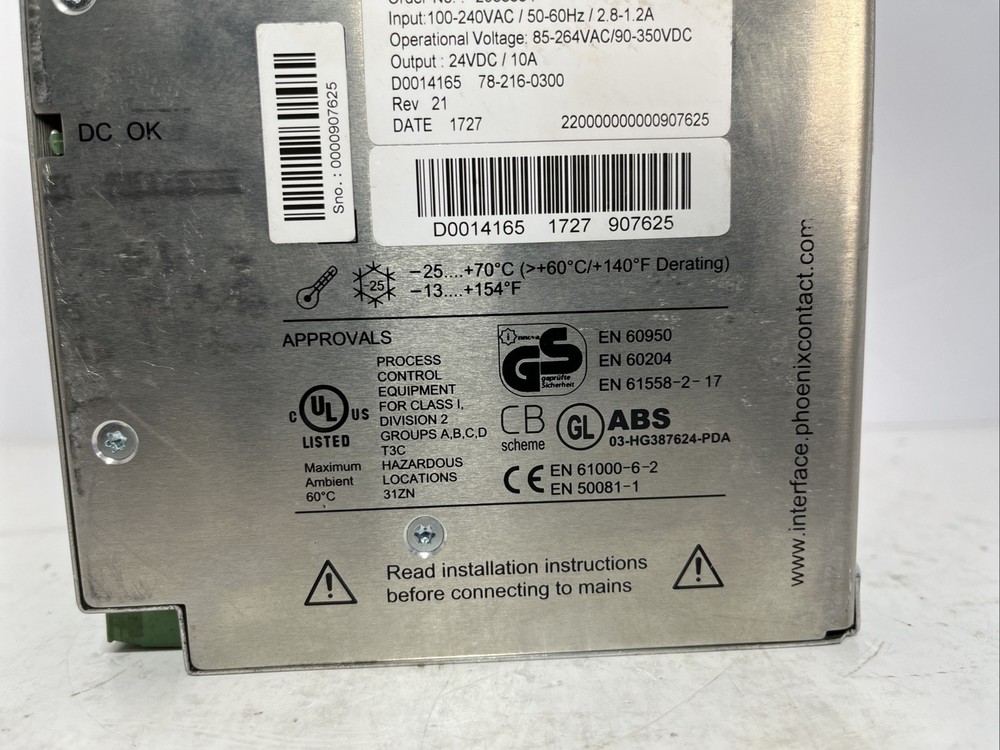 Input:100-240VAC / 50-60Hz / 2.8-1.2A
Operational Voltage: 85-264VAC/90-350VDC
Output : 24VDC / 10A
D0014165 78-216-0300
Rev 21
DATE 1727 220000000000907625
Sno.: 0000907625
DC OK
D0014165 1727 907625
-25....+70°C (>+60°C/+140°F Derating)
-13....+154°F
-25
APPROVALS
C UL US
LISTED
Maximum
Ambient
60°C
PROCESS
CONTROL
EQUIPMENT
FOR CLASS I,
DIVISION 2
GROUPS A,B,C,D
T3C
HAZARDOUS
LOCATIONS
31ZN
GS
geprüfte
Sicherheit
EN 60950
EN 60204
EN 61558-2-17
CB
scheme
GL
ABS
03-HG387624-PDA
CE
EN 61000-6-2
EN 50081-1
Read installation instructions
before connecting to mains
www.interface.phoenixcontact.com